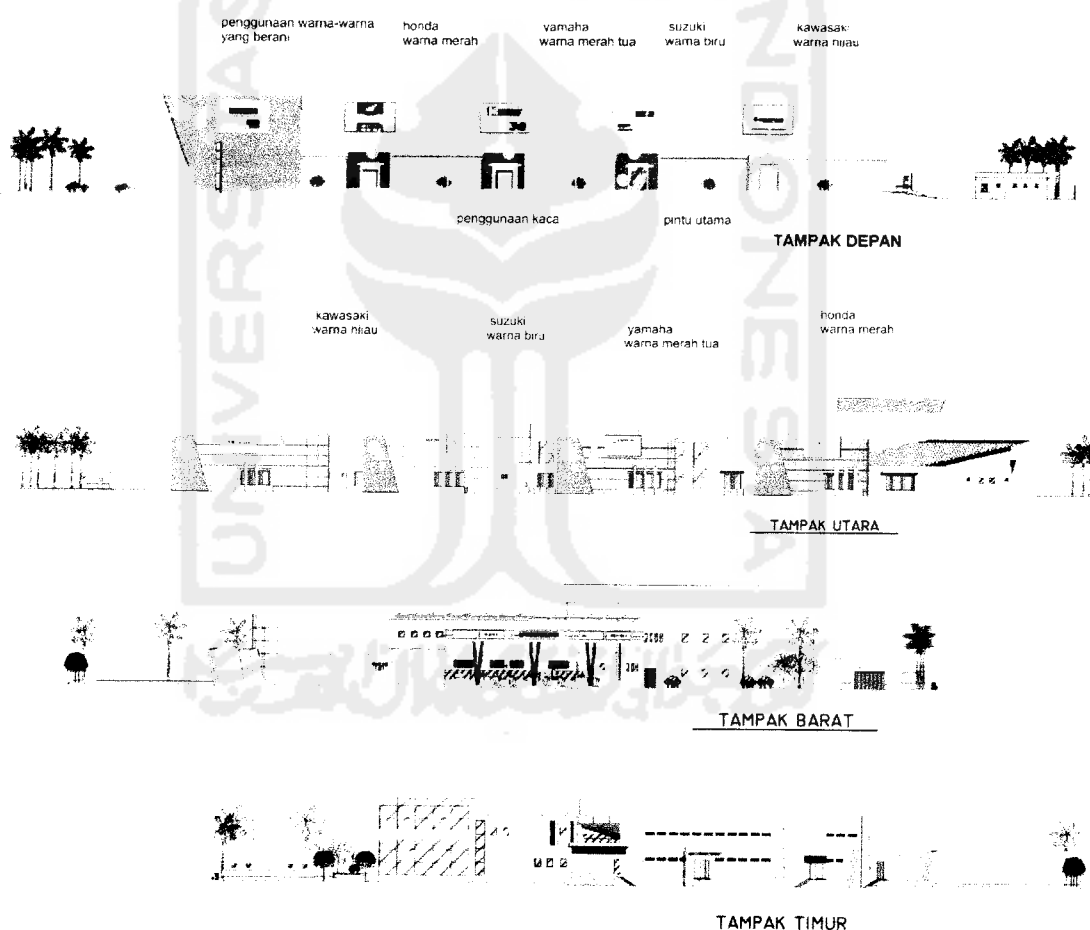 penggunaan warna-warna
yang berani
honda
warna merah
yamaha
warna merah tua
suzuki
warna biru
kawasaki
warna hijau
penggunaan kaca
pintu utama
TAMPAK DEPAN
kawasaki
warna hijau
suzuki
warna biru
yamaha
warna merah tua
honda
warna merah
TAMPAK UTARA
TAMPAK BARAT
TAMPAK TIMUR